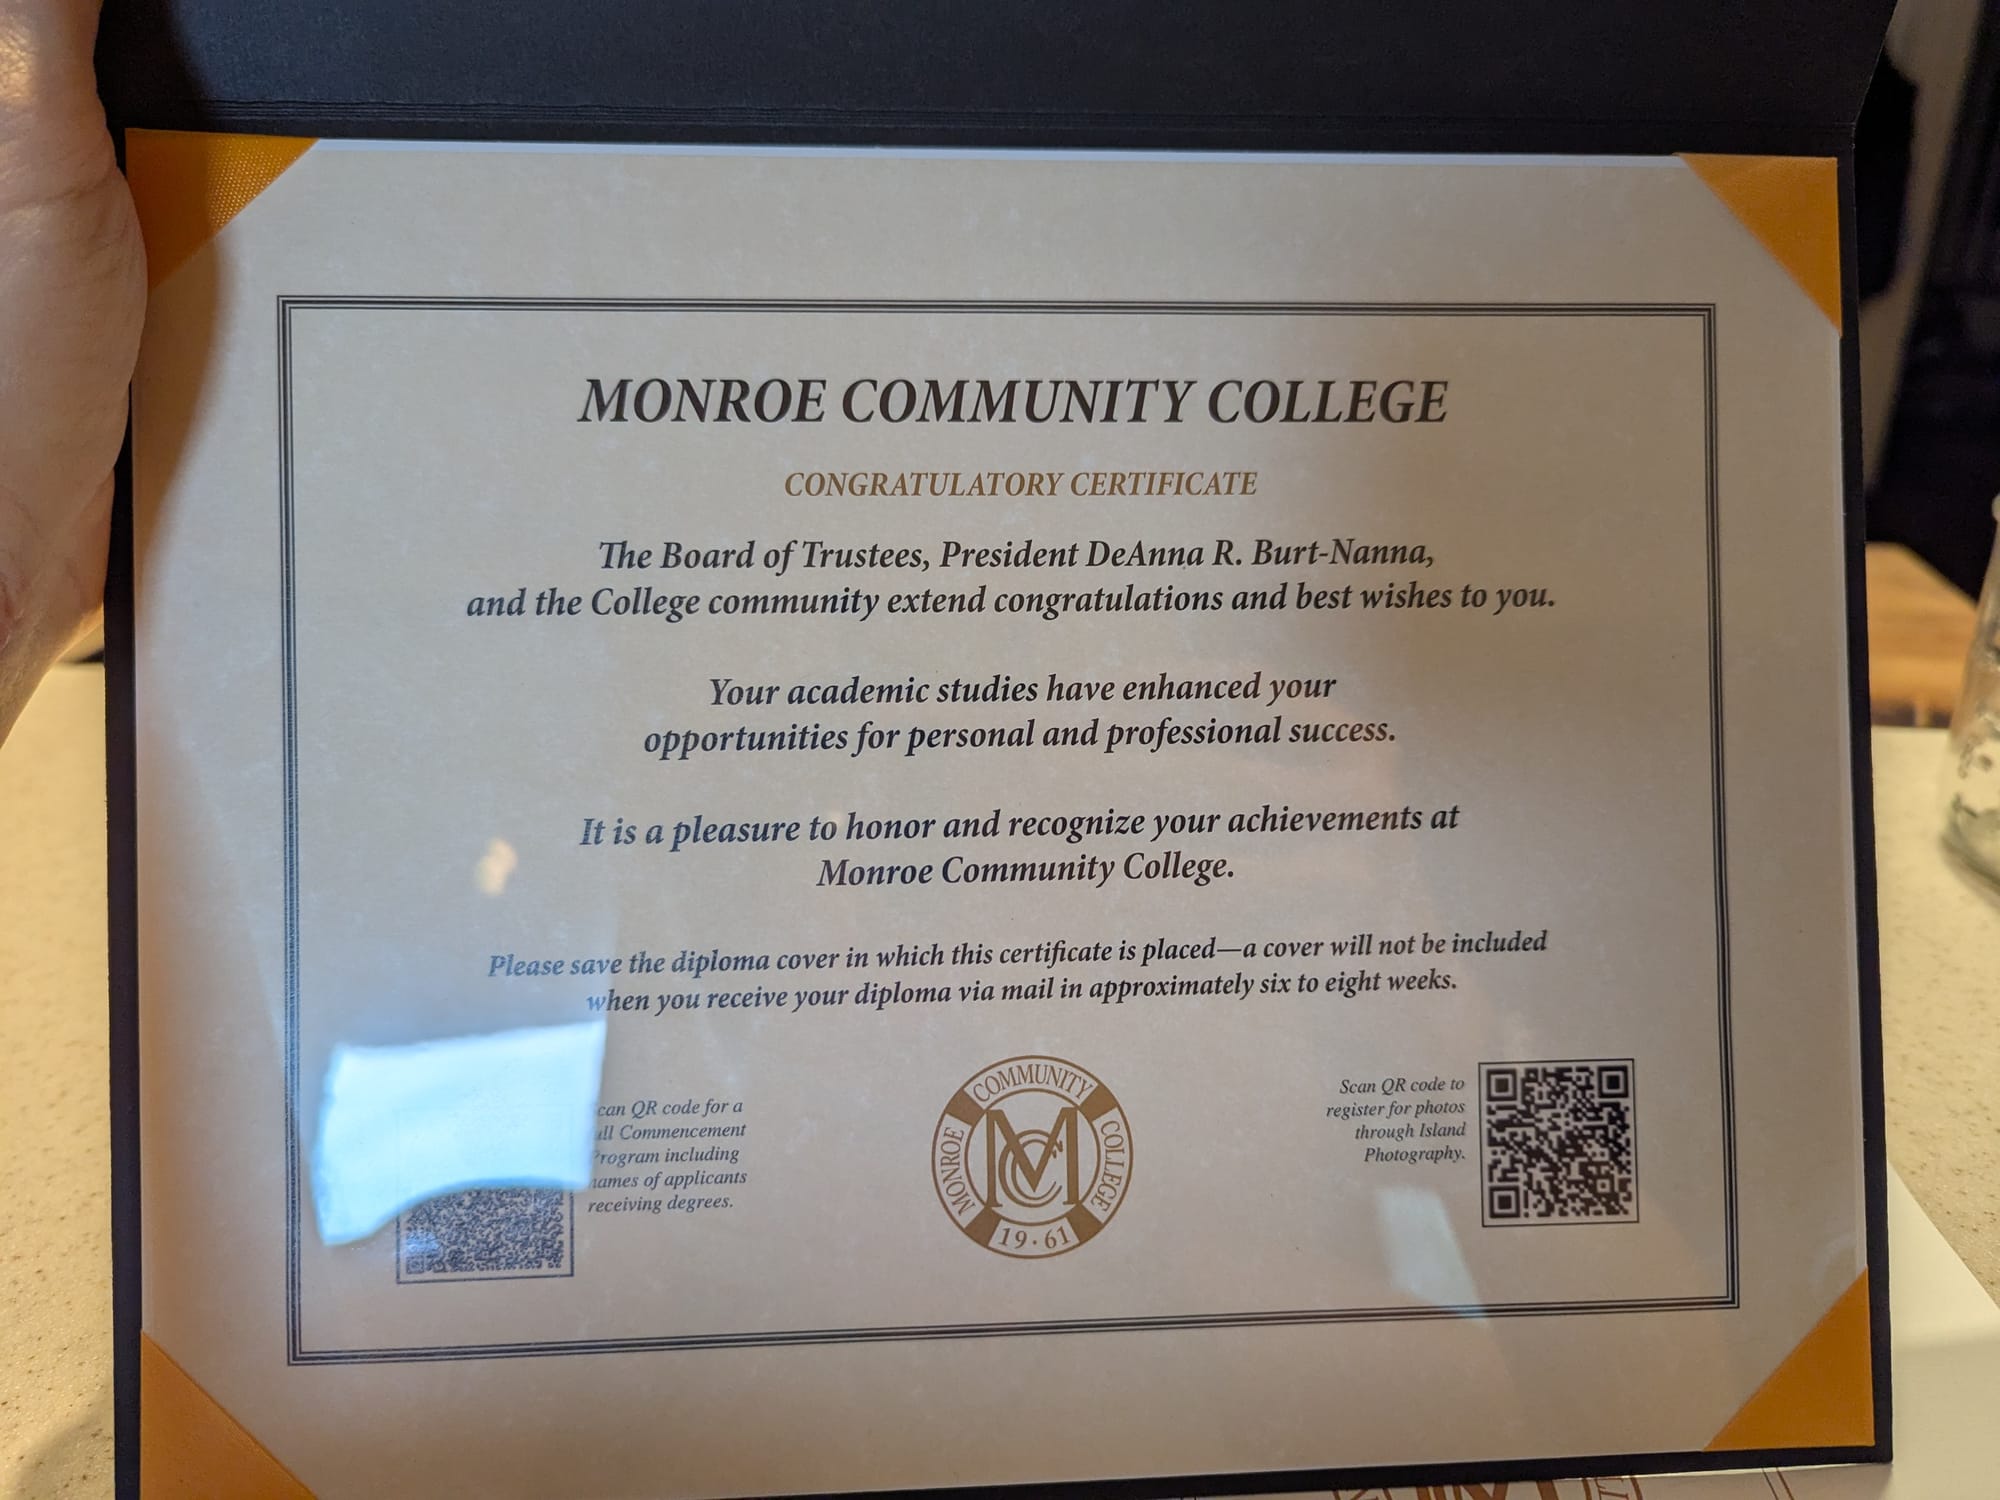 MONROE COMMUNITY COLLEGE
CONGRATULATORY CERTIFICATE
The Board of Trustees, President DeAnna R. Burt-Nanna,
and the College community extend congratulations and best wishes to you.
Your academic studies have enhanced your
opportunities for personal and professional success.
It is a pleasure to honor and recognize your achievements at
Monroe Community College.
Please save the diploma cover in which this certificate is placed—a cover will not be included
when you receive your diploma via mail in approximately six to eight weeks.
can QR code for a
ll Commencement
Program including
names of applicants
receiving degrees.
MONROE COMMUNITY COLLEGE
MCC
19·61
Scan QR code to
register for photos
through Island
Photography.